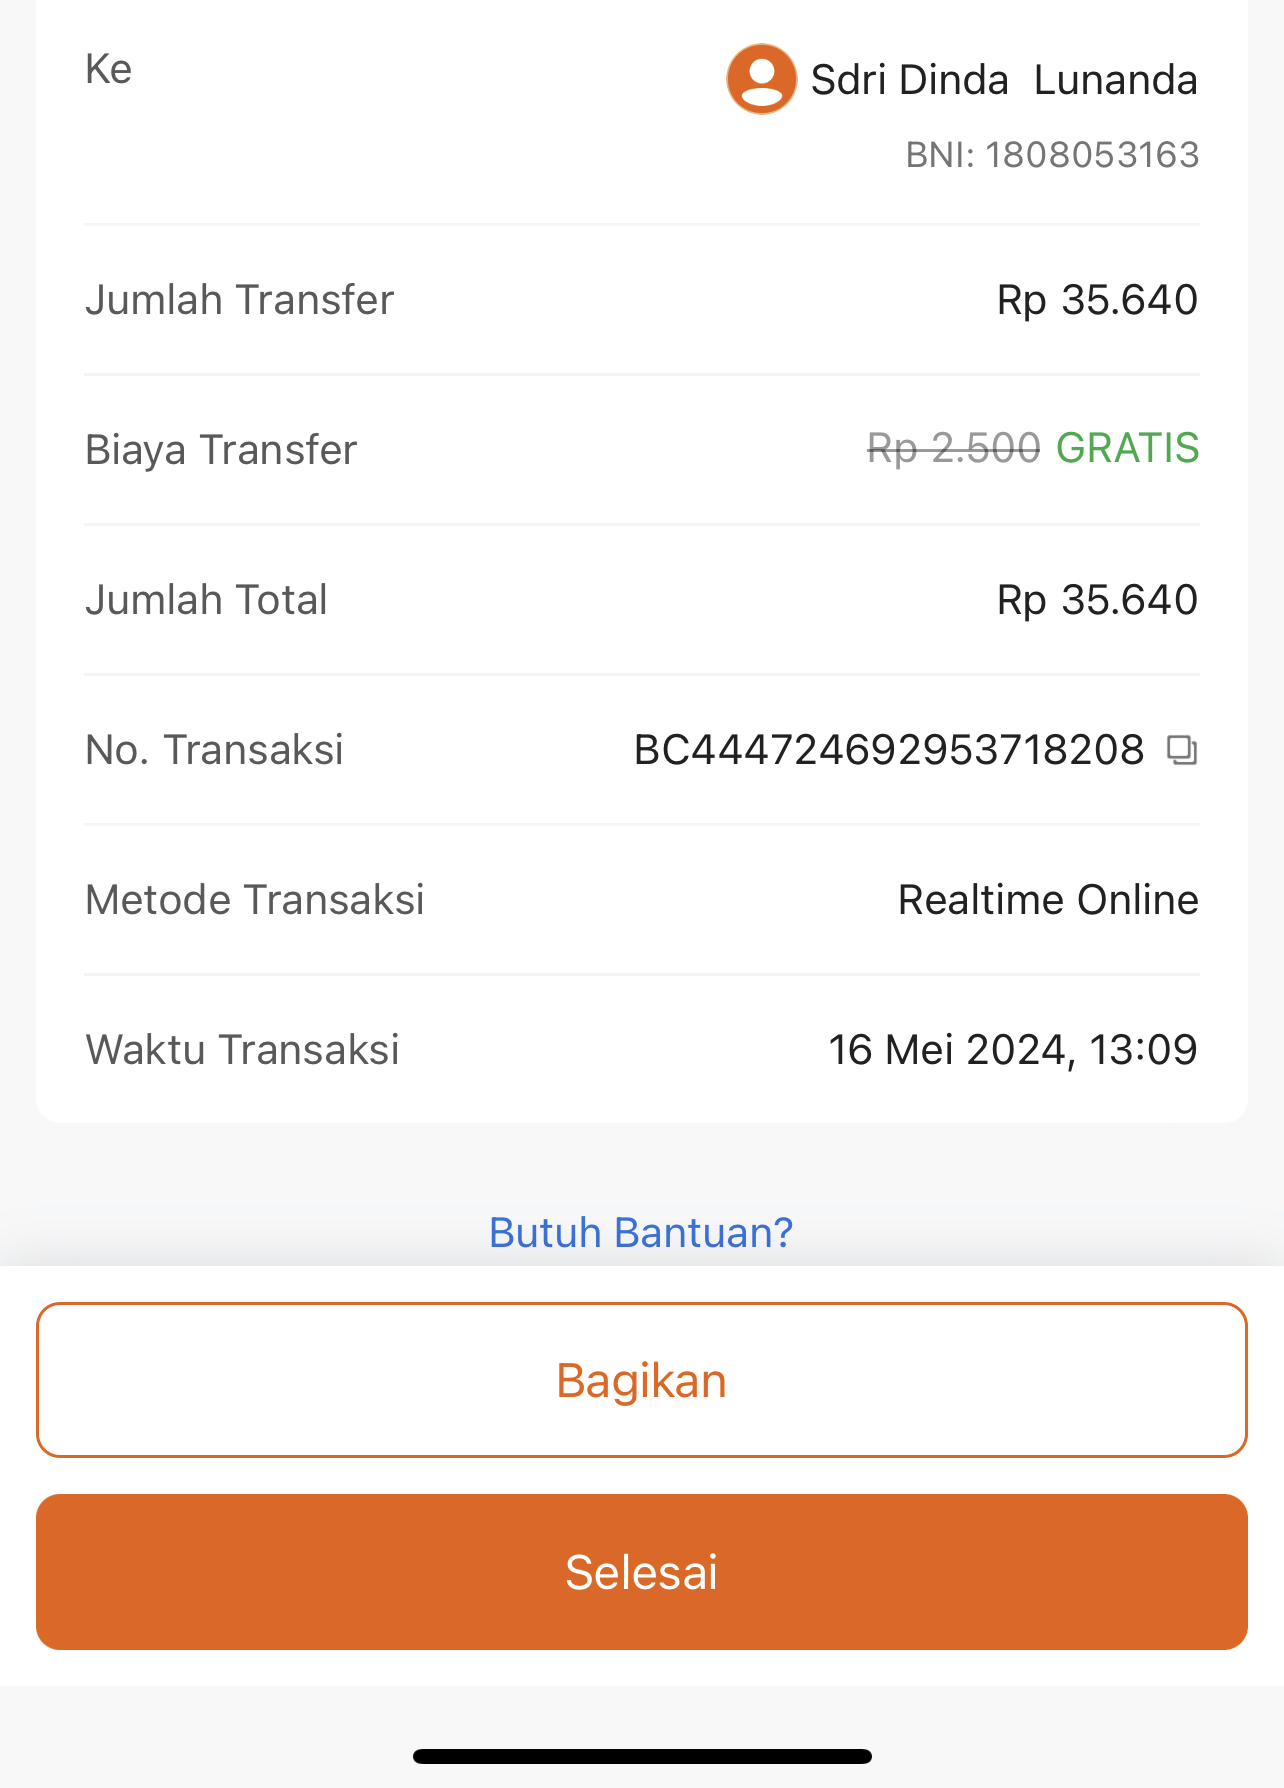 Ke
Sdri Dinda  Lunanda
BNI: 1808053163
Jumlah Transfer
Rp 35.640
Biaya Transfer
Rp 2.500 GRATIS
Jumlah Total
Rp 35.640
No. Transaksi
BC444724692953718208
Metode Transaksi
Realtime Online
Waktu Transaksi
16 Mei 2024, 13:09
Butuh Bantuan?
Bagikan
Selesai